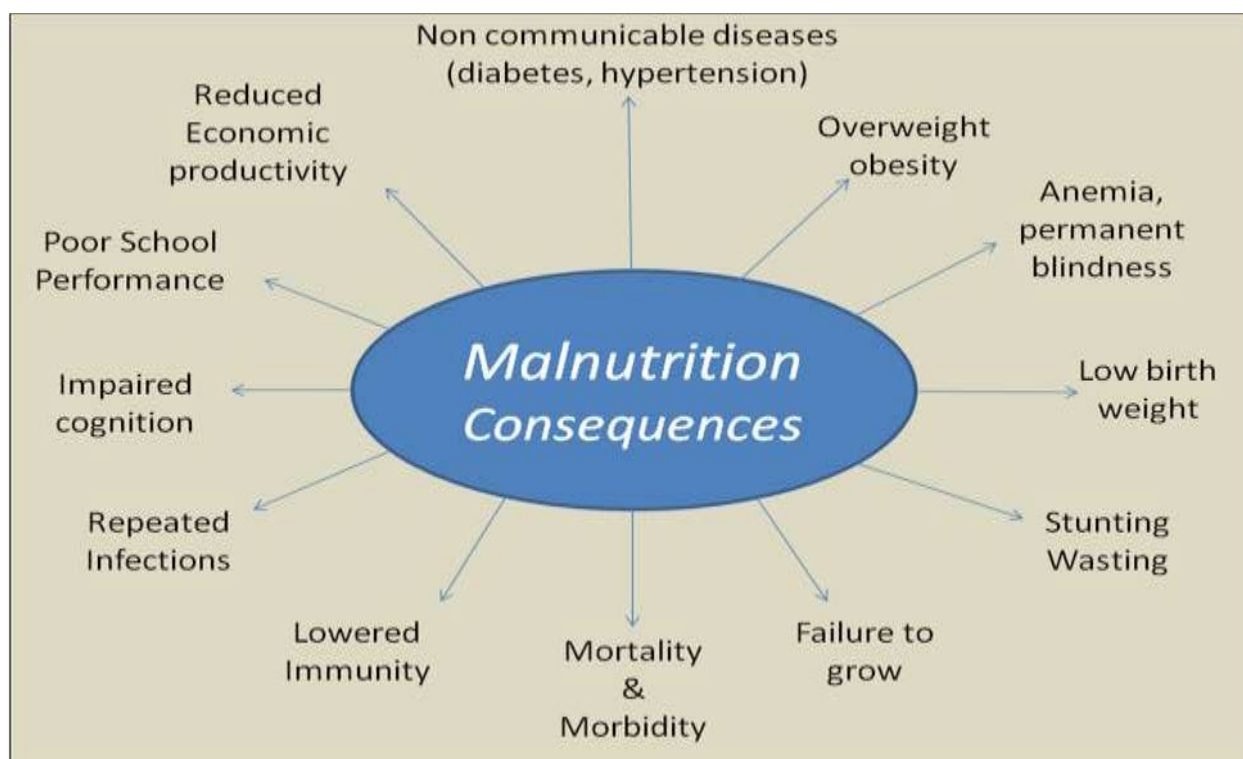 Non communicable diseases
(diabetes, hypertension)
Overweight
obesity
Anemia,
permanent
blindness
Low birth
weight
Stunting
Wasting
Failure to
grow
Mortality
&
Morbidity
Lowered
Immunity
Repeated
Infections
Impaired
cognition
Poor School
Performance
Reduced
Economic
productivity
Malnutrition
Consequences